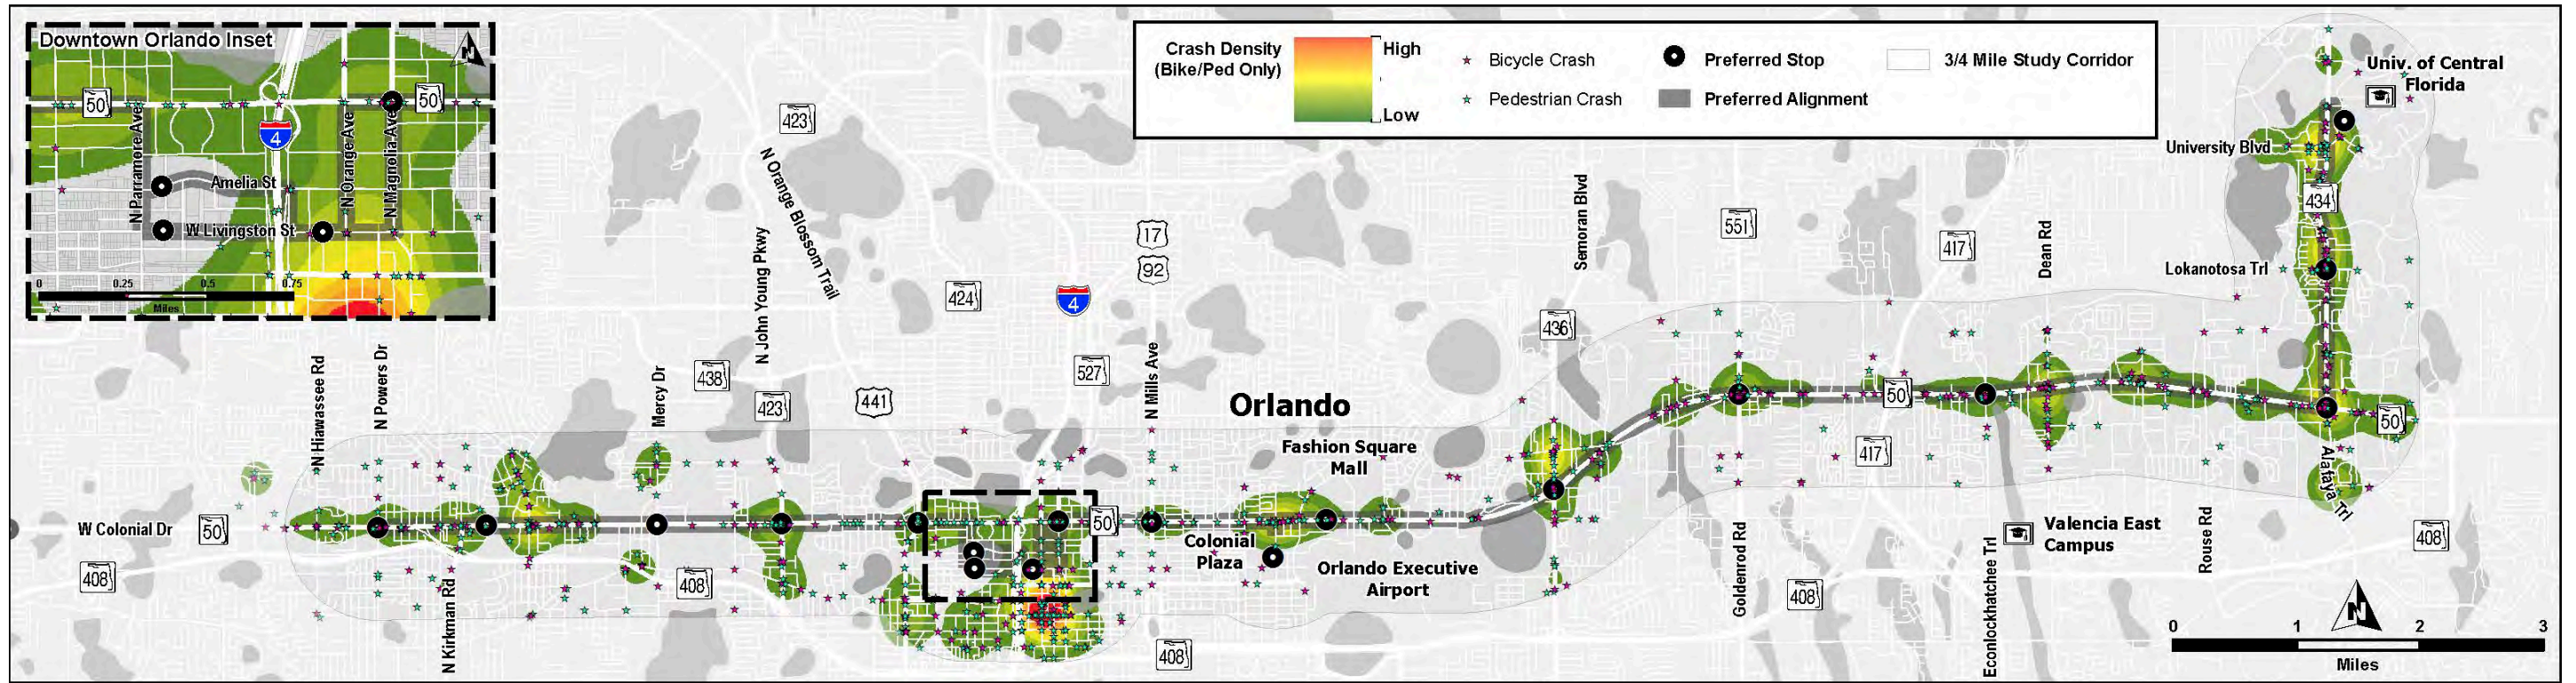 Downtown Orlando Inset
N
50
50
4
N Parramore Ave
N Orange Ave
N Magnolia Ave
Amelia St
W Livingston St
0 0.25 0.5 0.75
Miles
Crash Density
(Bike/Ped Only)
High
Low
Bicycle Crash
Pedestrian Crash
Preferred Stop
Preferred Alignment
3/4 Mile Study Corridor
Univ. of Central
Florida
University Blvd
434
Lokanotosa Trl
423
N Orange Blossom Trail
N John Young Pkwy
17
92
424
4
Semoran Blvd
551
417
Dean Rd
436
N Hiawassee Rd
N Powers Dr
Mercy Dr
438
423
441
527
N Mills Ave
Orlando
Fashion Square
Mall
50
417
50
Alafaya Trl
W Colonial Dr
50
408
N Kirkman Rd
408
50
Colonial
Plaza
Orlando Executive
Airport
408
Goldenrod Rd
408
Econlockhatchee Trl
Valencia East
Campus
Rouse Rd
408
N
0 1 2 3
Miles